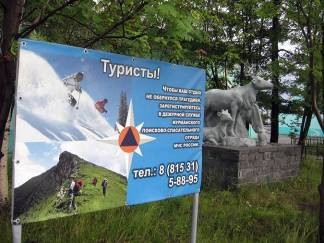 Туристы!
Чтобы ваш отдых
не обернулся трагедией,
зарегистрируйтесь
в дежурной службе
мурманского
поисково-спасательного
отряда
МЧС России
тел.: 8 (815 31)
5-88-95